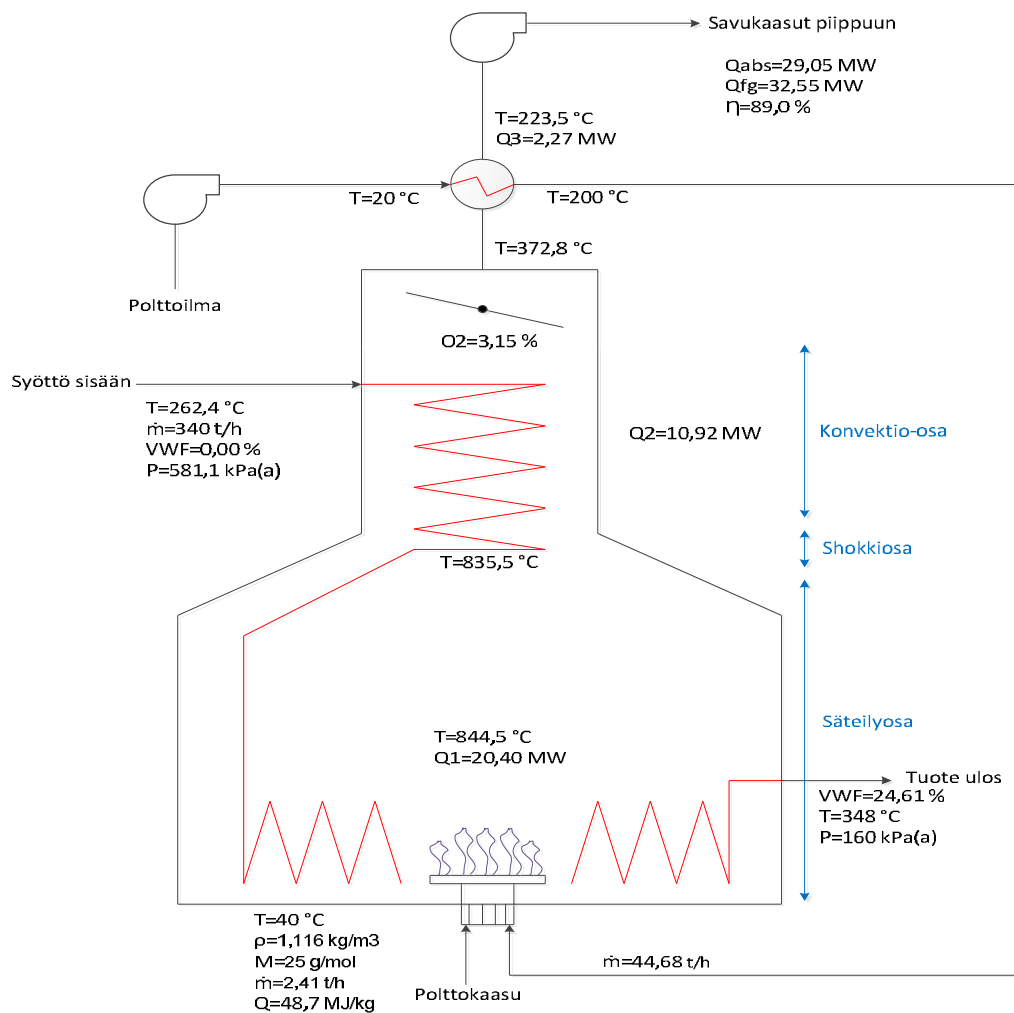 Savukaasut piippuun
Qabs=29,05 MW
Qfg=32,55 MW
Ƞ=89,0 %
T=223,5 °C
Q3=2,27 MW
T=20 °C
T=200 °C
T=372,8 °C
Polttoilma
O2=3,15 %
Syöttö sisään
T=262,4 °C
ṁ=340 t/h
VWF=0,00 %
P=581,1 kPa(a)
Q2=10,92 MW
Konvektio-osa
Shokkiosa
T=835,5 °C
Säteilyosa
T=844,5 °C
Q1=20,40 MW
Tuote ulos
VWF=24,61 %
T=348 °C
P=160 kPa(a)
T=40 °C
ρ=1,116 kg/m3
M=25 g/mol
ṁ=2,41 t/h
Q=48,7 MJ/kg
Polttokaasu
ṁ=44,68 t/h